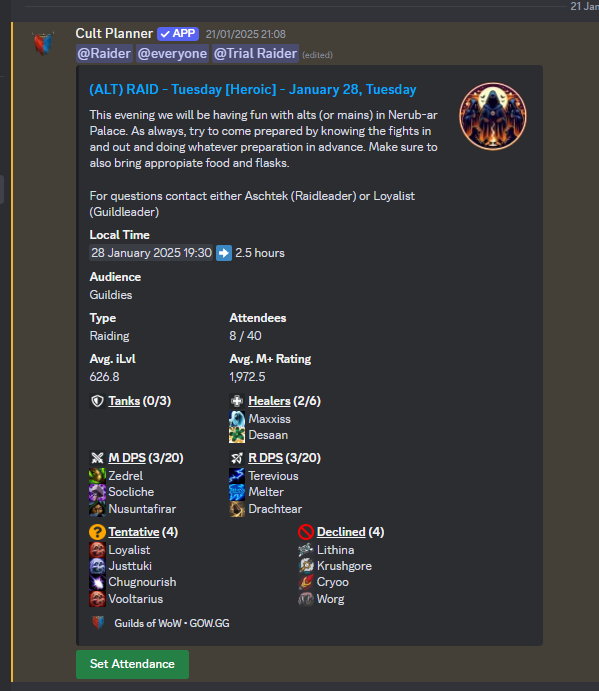 21 Jan
Cult Planner ✓ APP 21/01/2025 21:08
@Raider @everyone @Trial Raider (edited)
(ALT) RAID - Tuesday [Heroic] - January 28, Tuesday
This evening we will be having fun with alts (or mains) in Nerub-ar
Palace. As always, try to come prepared by knowing the fights in
and out and doing whatever preparation in advance. Make sure to
also bring appropiate food and flasks.
For questions contact either Aschtek (Raidleader) or Loyalist
(Guildleader)
Local Time
28 January 2025 19:30 ➡ 2.5 hours
Audience
Guildies
Type
Raiding
Attendees
8 / 40
Avg. iLvl
626.8
Avg. M+ Rating
1,972.5
Tanks (0/3)
Healers (2/6)
Maxxiss
Desaan
M DPS (3/20)
Zedrel
Socliche
Nusuntafirar
R DPS (3/20)
Terevious
Melter
Drachtear
Tentative (4)
Loyalist
Justtuki
Chugnourish
Vooltarius
Declined (4)
Lithina
Krushgore
Cryoo
Worg
Guilds of WoW • GOW.GG
Set Attendance